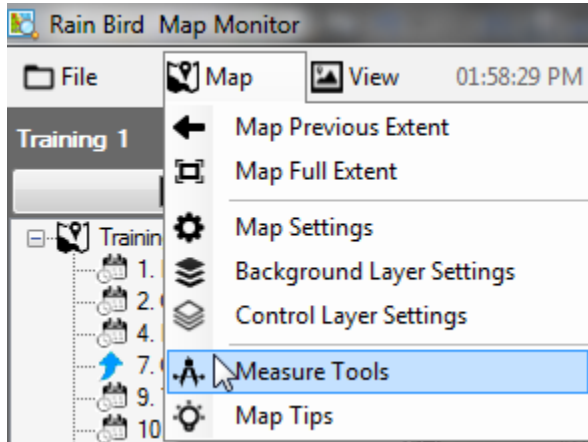 Rain Bird Map Monitor
File Map View 01:58:29 PM
Training 1
Map Previous Extent
Map Full Extent
Map Settings
Background Layer Settings
Control Layer Settings
Measure Tools
Map Tips
1.
2.
4.
7.
9.
10